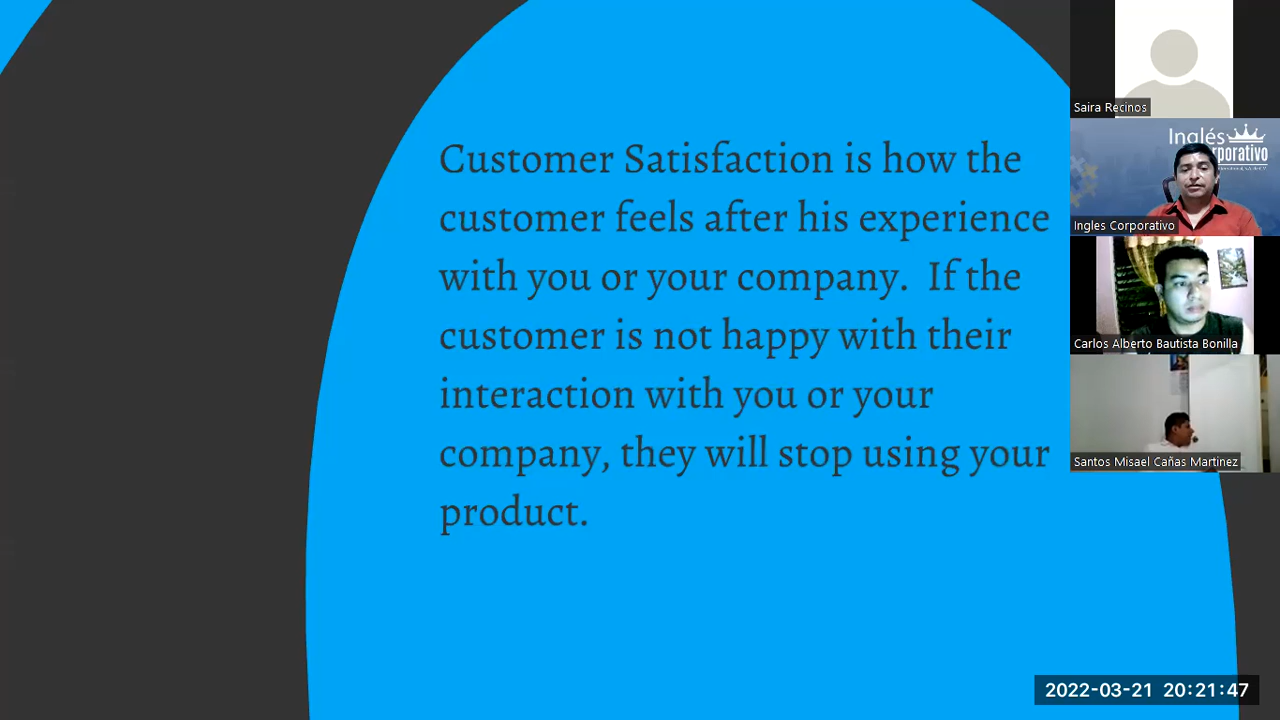 Customer Satisfaction is how the
customer feels after his experience
with you or your company.  If the
customer is not happy with their
interaction with you or your
company, they will stop using your
product.
Saira Recinos
Inglés
porativo
Ingles Corporativo
Carlos Alberto Bautista Bonilla
Santos Misael Cañas Martinez
2022-03-21 20:21:47